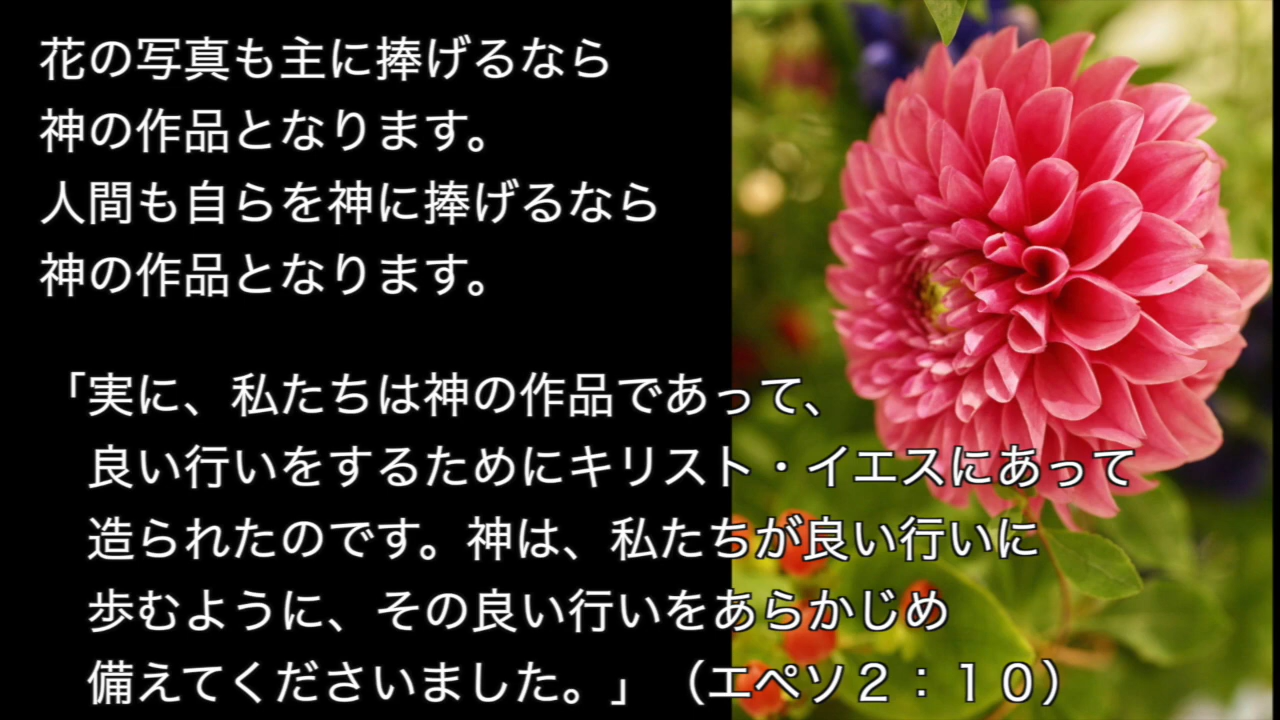 花の写真も主に捧げるなら
神の作品となります。
人間も自らを神に捧げるなら
神の作品となります。
「実に、私たちは神の作品であって、
良い行いをするためにキリスト・イエスにあって
造られたのです。神は、私たちが良い行いに
歩むように、その良い行いをあらかじめ
備えてくださいました。」（エペソ２：１０）